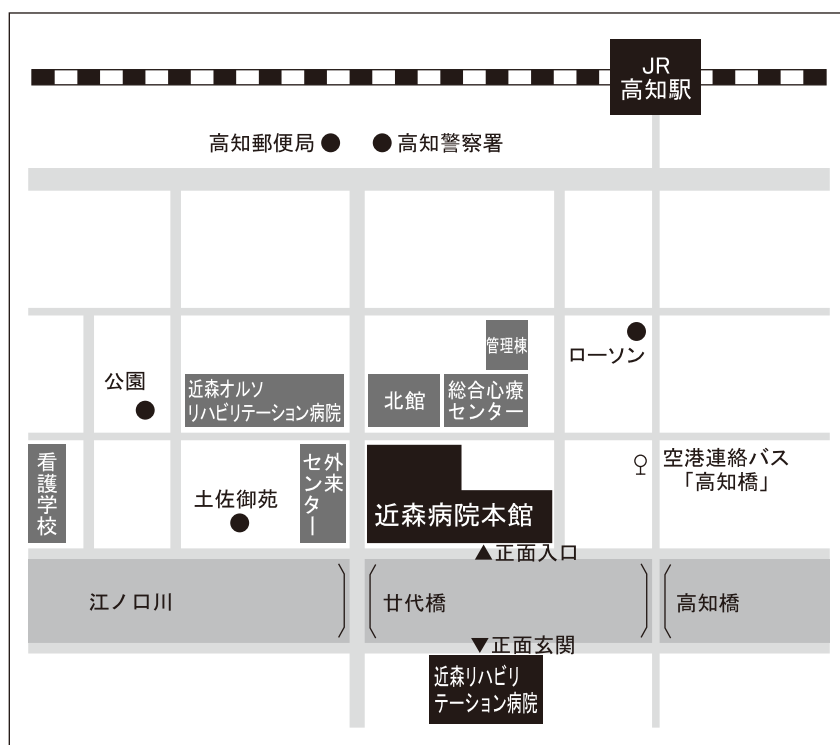 JR
高知駅
高知郵便局
高知警察署
管理棟
ローソン
公園
近森オルソ
リハビリテーション病院
北館
総合心療
センター
看護学校
土佐御苑
外来
センター
近森病院本館
空港連絡バス
「高知橋」
▲正面入口
江ノ口川
廿代橋
高知橋
▼正面玄関
近森リハビリ
テーション病院